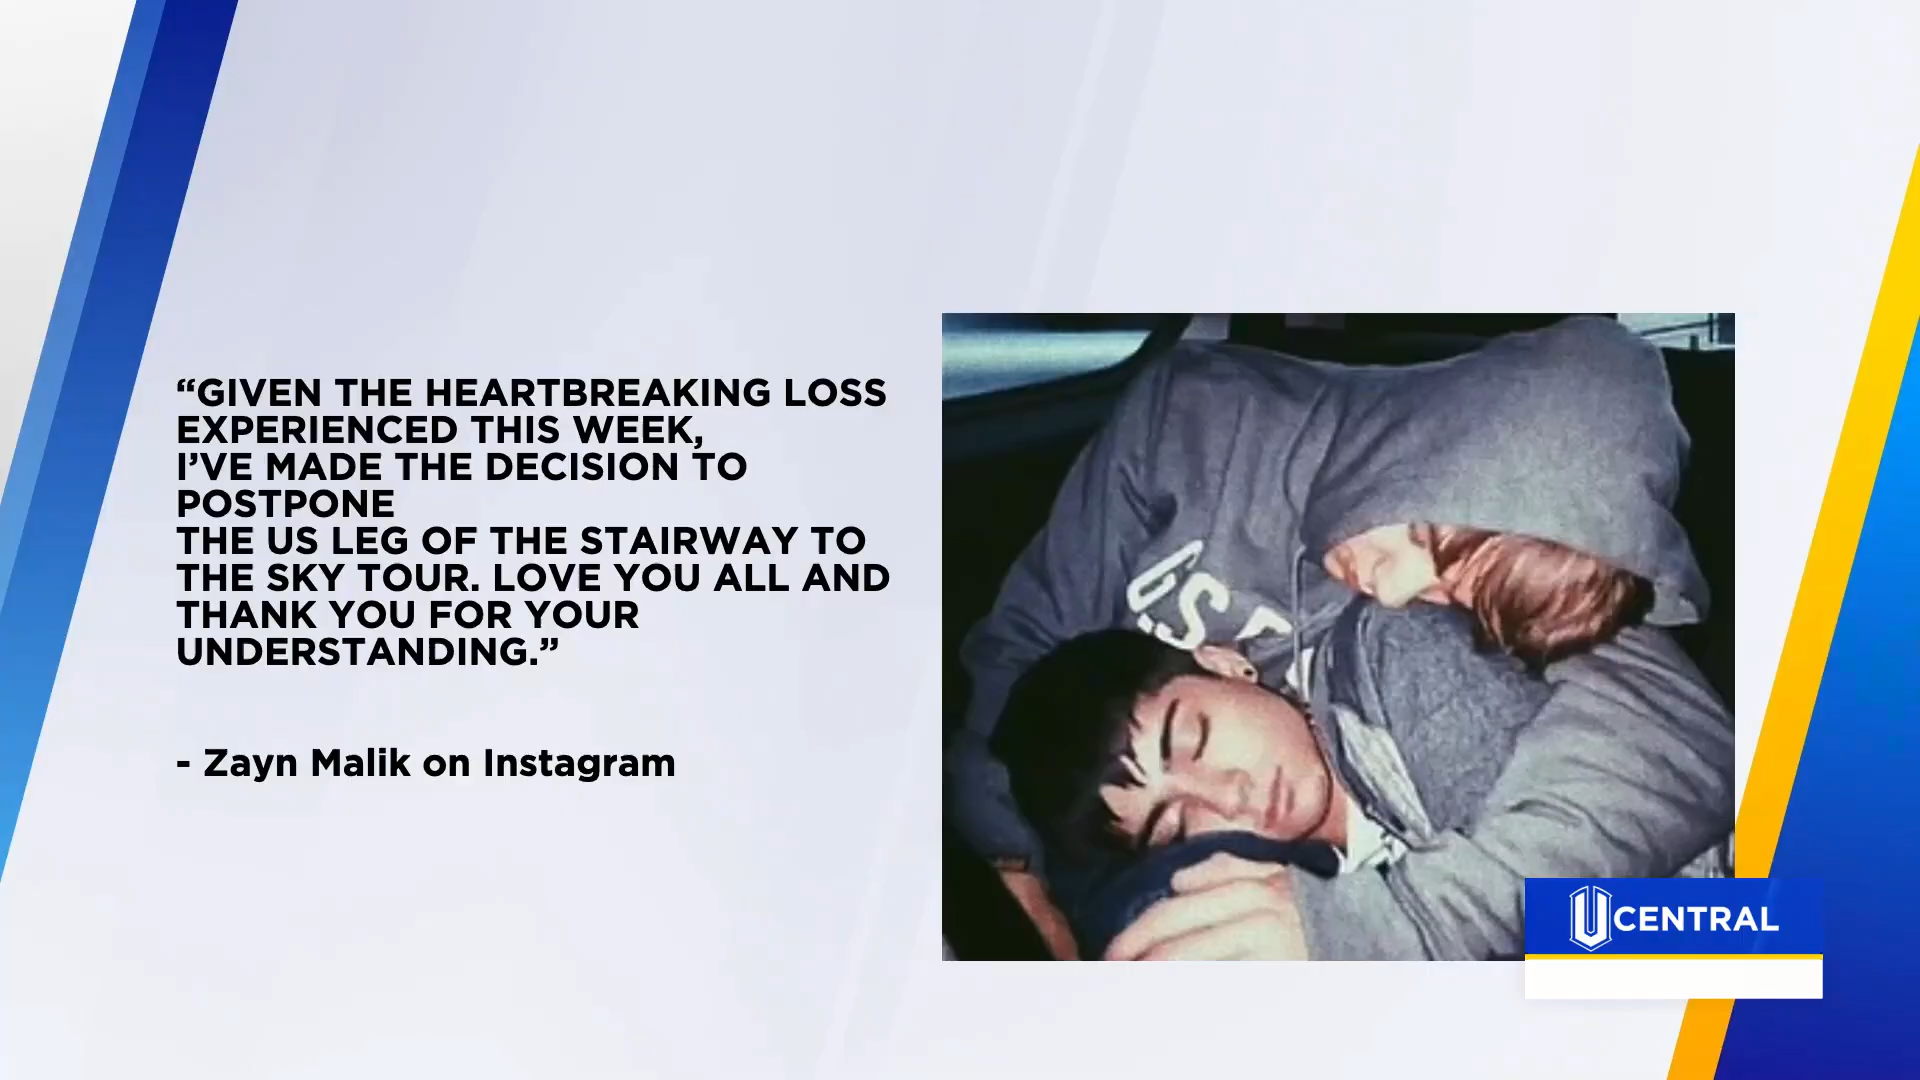 “GIVEN THE HEARTBREAKING LOSS
EXPERIENCED THIS WEEK,
I’VE MADE THE DECISION TO
POSTPONE
THE US LEG OF THE STAIRWAY TO
THE SKY TOUR. LOVE YOU ALL AND
THANK YOU FOR YOUR
UNDERSTANDING.”
- Zayn Malik on Instagram
U CENTRAL